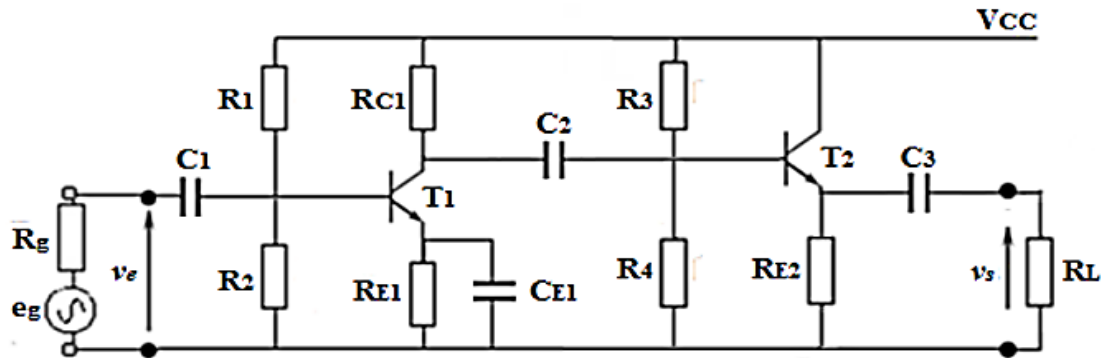 VCC
R1
RC1
R3
C2
C1
T1
T2
C3
Rg
ve
R2
RE1
CE1
R4
RE2
vs
RL
eg